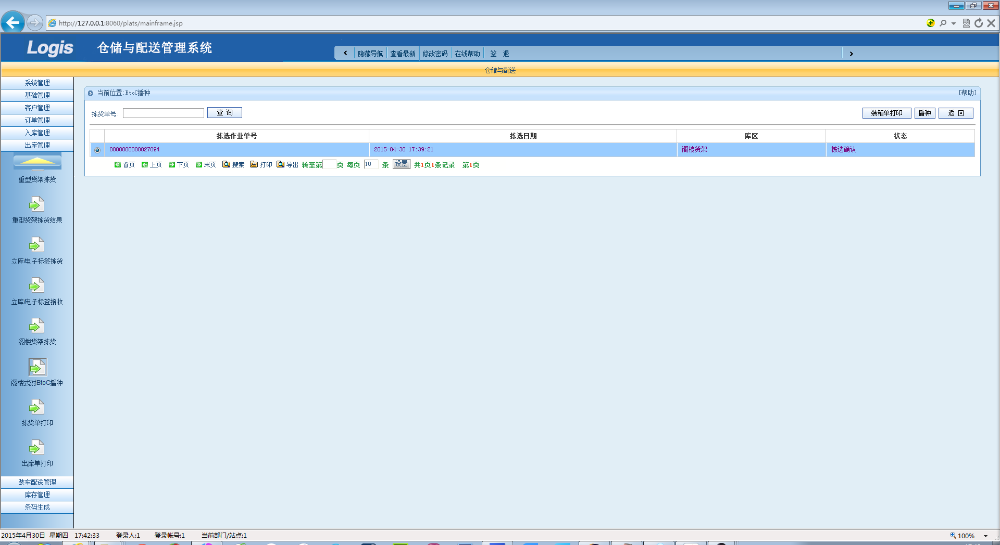 http://127.0.0.1:8060/plats/mainframe.jsp
Logis 仓储与配送管理系统
隐藏导航 查看最新 修改密码 在线帮助 签 退
仓储与配送
系统管理
基础管理
客户管理
订单管理
入库管理
出库管理
重型货架拣货
重型货架拣货结果
立库/电子标签拣货
立库/电子标签接收
阁楼货架拣货
阁楼式对BtoC播种
拣货单打印
出库单打印
装车配送管理
库存管理
条码生成
当前位置:BtoC播种 [帮助]
拣货单号: 查 询 装箱单打印 播种 返 回
拣选作业单号 拣选日期 库区 状态
0000000000027094 2015-04-30 17:39:21 阁楼货架 拣选确认
首页 上页 下页 末页 搜索 打印 导出 转至第 页 每页 10 条 设置 共1页1条记录 第1页
2015年4月30日 星期四 17:42:33 登录人:1 登录帐号:1 当前部门/站点:1 100%